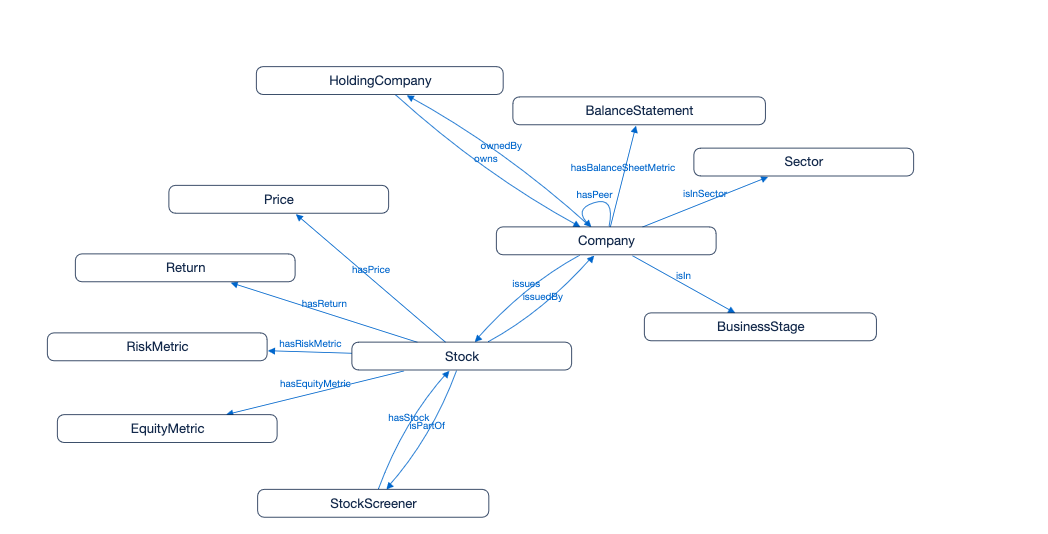 HoldingCompany
BalanceStatement
ownedBy
owns
Sector
hasBalanceSheetMetric
hasPeer
isInSector
Price
Company
Return
hasPrice
isIn
issues
issuedBy
hasReturn
BusinessStage
RiskMetric
hasRiskMetric
Stock
hasEquityMetric
hasStock
isPartOf
EquityMetric
StockScreener